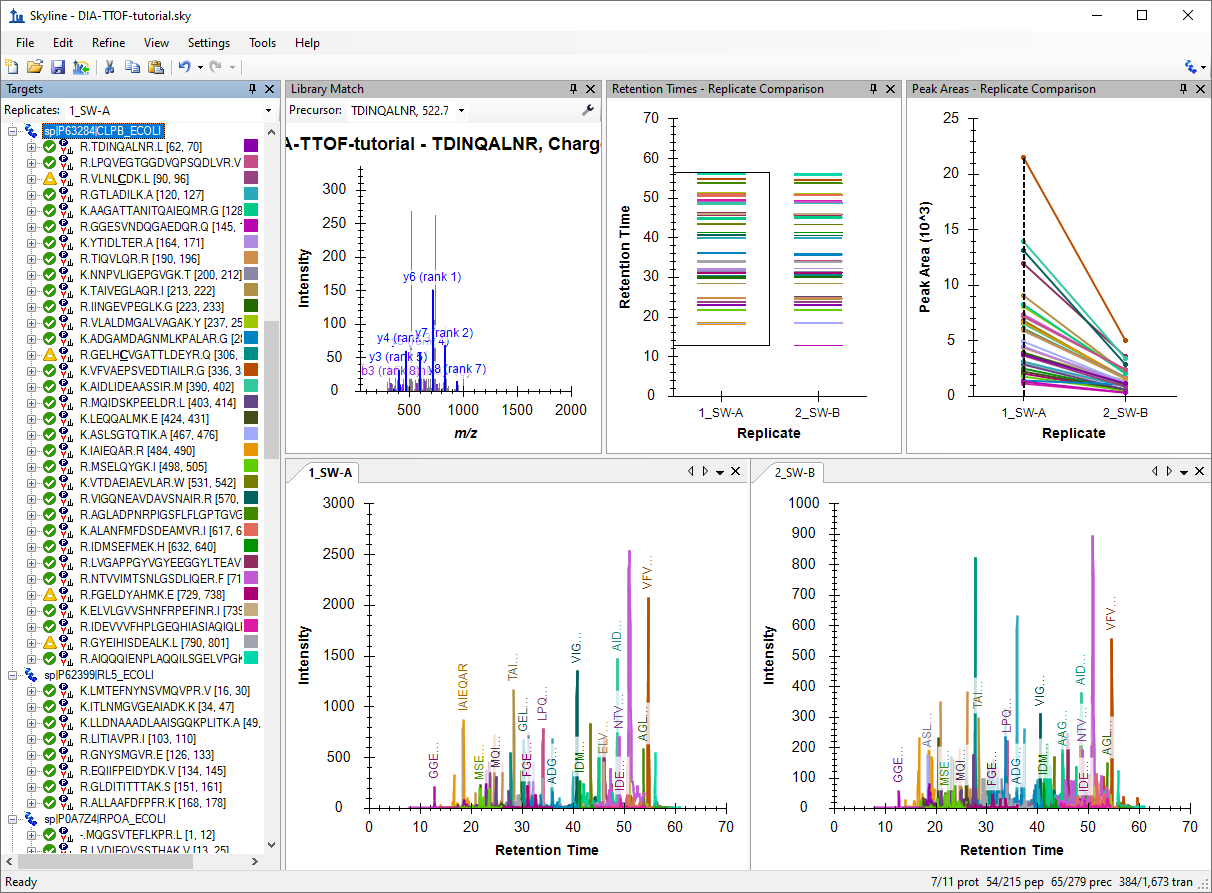 Skyline - DIA-TTOF-tutorial.sky
File Edit Refine View Settings Tools Help
Targets
Replicates: 1_SW-A
sp|P63284|CLPB_ECOLI
R.TDINQALNR.L [62, 70]
R.LPQVEGTGGDVQPSQDLVR.V
R.VLNLCDK.L [90, 96]
R.GTLADILK.A [120, 127]
K.AAGATTANITQAIEQMR.G [128
R.GGESVNDQGAEDQR.Q [145,
K.YTIDLTER.A [164, 171]
R.TIQVLQR.R [190, 196]
K.NNPVLIGEPGVGK.T [200, 212]
K.TAIVEGLAQR.I [213, 222]
R.IINGEVPEGLK.G [223, 233]
R.VLALDMGALVAGAK.Y [237, 25
K.ADGAMDAGNMLKPALAR.G [2
R.GELHCVGATTLDEYR.Q [306,
K.VFVAEPSVEDTIAILR.G [336, 3
K.AIDLIDEAASSIR.M [390, 402]
R.MQIDSKPEELDR.L [403, 414]
K.LEQQALMK.E [424, 431]
K.ASLSGTQTIK.A [467, 476]
K.IAIEQAR.R [484, 490]
R.MSELQYGK.I [498, 505]
K.VTDAEIAEVLAR.W [531, 542]
R.VIGQNEAVDAVSNAIR.R [570,
R.AGLADPNRPIGSFLFLGPTGVG
K.ALANFMFDSDEAMVR.I [617, 6
R.IDMSEFMEK.H [632, 640]
R.LVGAPPGYVGYEEGGYLTEAV
R.NTVVIMTSNLGSDLIQER.F [71
R.FGELDYAHMK.E [729, 738]
K.ELVLGVVSHNFRPEFINR.I [739
R.IDEVVVFHPLGEQHIASIAQIQLI
R.GYEIHISDEALK.L [790, 801]
R.AIQQQIENPLAQQILSGELVPGK
sp|P62399|RL5_ECOLI
K.LMTEFNYNSVMQVPR.V [16, 30]
K.ITLNMGVGEAIADK.K [34, 47]
K.LLDNAAADLAAISGQKPLITK.A [49,
R.LITIAVPR.I [103, 110]
R.GNYSMGVR.E [126, 133]
R.EQIIFPEIDYDK.V [134, 145]
R.GLDITITTTAK.S [151, 161]
R.ALLAAFDFPFR.K [168, 178]
sp|P0A7Z4|RPOA_ECOLI
-.MQGSVTEFLKPR.L [1, 12]
R.LVDIEQVSSTHAK.V [13, 25]
Library Match
Precursor: TDINQALNR, 522.7
A-TTOF-tutorial - TDINQALNR, Charg
Intensity
300
250
200
150
100
50
0
y6 (rank 1)
y7 (rank 2)
y3 (rank 5)
b3 (rank 8)
y8 (rank 7)
500 1000 1500 2000
m/z
Retention Times - Replicate Comparison
Retention Time
70
60
50
40
30
20
10
0
1_SW-A 2_SW-B
Replicate
Peak Areas - Replicate Comparison
Peak Area (10^3)
25
20
15
10
5
0
1_SW-A 2_SW-B
Replicate
1_SW-A
Intensity
3000
2500
2000
1500
1000
500
0
VFV...
AID...
VIG...
IAIEQAR
TAI...
LPQ...
GEL...
NTV...
AGL...
ELV...
MQI...
GGE...
MSE...
FGE...
ADG...
IDM...
IDE...
0 10 20 30 40 50 60 70
Retention Time
2_SW-B
Intensity
1000
900
800
700
600
500
400
300
200
100
0
VFV...
AID...
TAI...
VIG...
LPQ...
ASL...
AAG...
NTV...
AGL...
GGE...
MSE...
MQI...
FGE...
ADG...
IDM...
IDE...
0 10 20 30 40 50 60 70
Retention Time
Ready
7/11 prot 54/215 pep 65/279 prec 384/1,673 tran